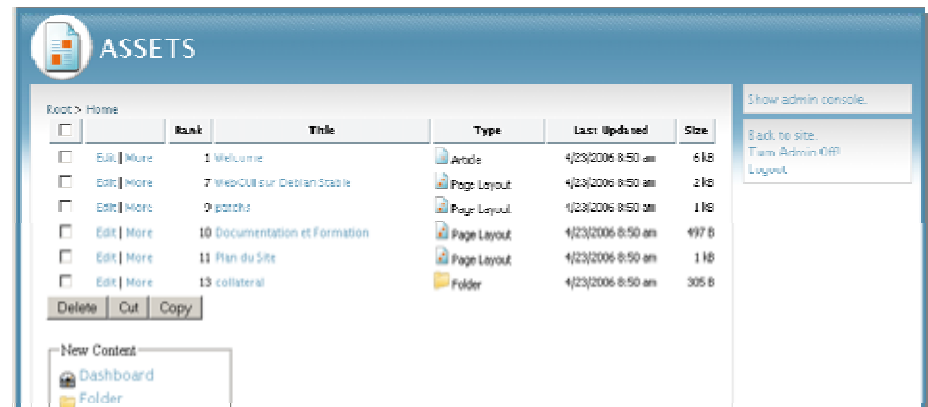 ASSETS
Root > Home
Rank Title Type Last Updated Size
Edit | More 1 Welcome Article 4/23/2006 8:50 am 6 kB
Edit | More 7 WebGUI sur Debian Stable Page Layout 4/23/2006 8:50 am 2 kB
Edit | More 9 Page Layout 4/23/2006 8:50 am 1 kB
Edit | More 10 Documentation et Formation Page Layout 4/23/2006 8:50 am 497 B
Edit | More 11 Plan du Site Page Layout 4/23/2006 8:50 am 1 kB
Edit | More 13 collateral Folder 4/23/2006 8:50 am 305 B
Delete Cut Copy
New Content
Dashboard
Folder
Show admin console.
Back to site.
Turn Admin Off!
Logout